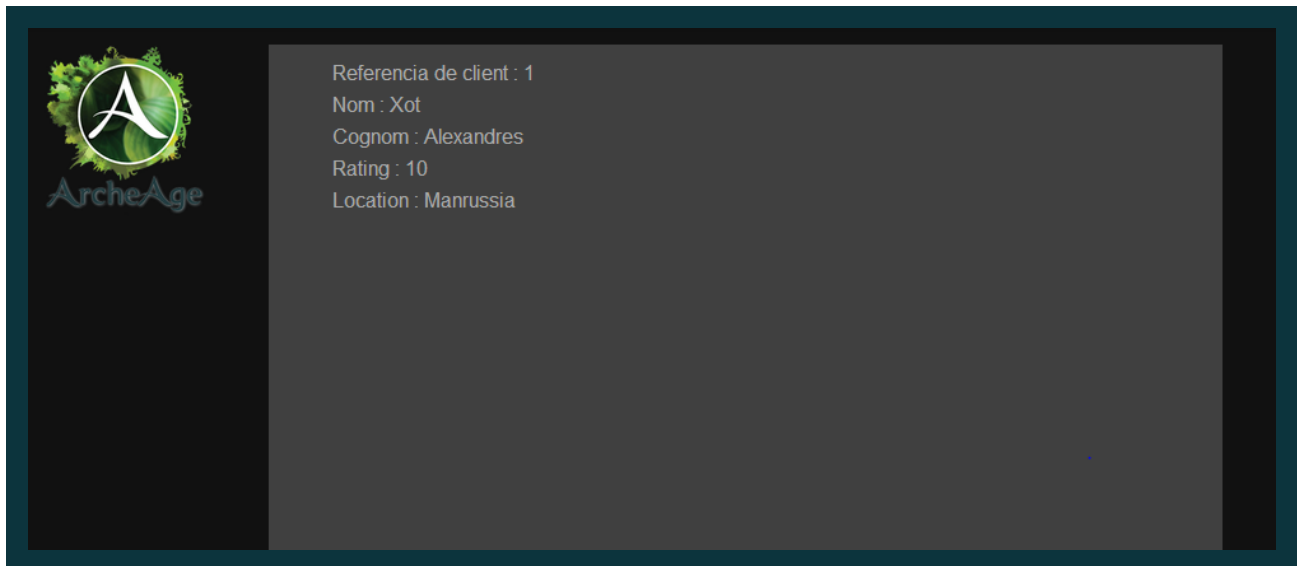 ArcheAge
Referencia de client : 1
Nom : Xot
Cognom : Alexandres
Rating : 10
Location : Manrussia